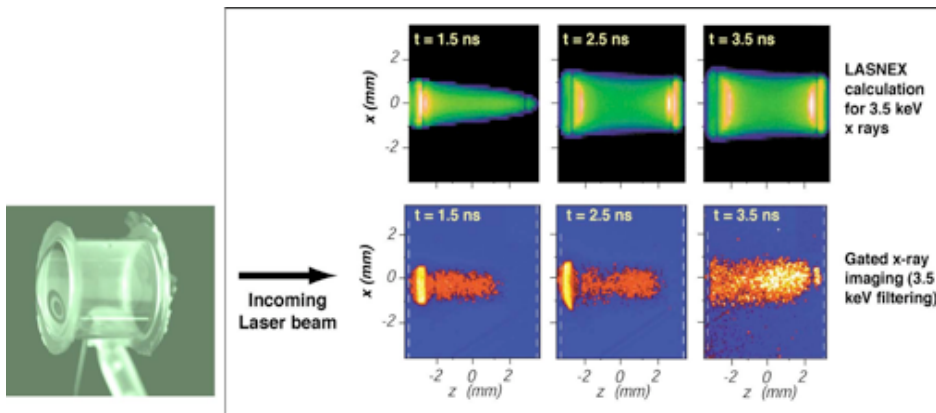 t = 1.5 ns
t = 2.5 ns
t = 3.5 ns
x (mm)
2
0
-2
LASNEX
calculation
for 3.5 keV
x rays
Incoming
Laser beam
t = 1.5 ns
t = 2.5 ns
t = 3.5 ns
x (mm)
2
0
-2
Gated x-ray
imaging (3.5
keV filtering)
-2 0 2
-2 0 2
-2 0 2
z (mm)
z (mm)
z (mm)